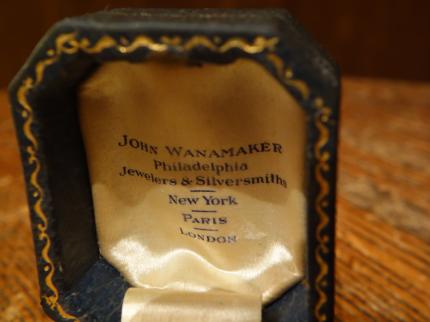 JOHN WANAMAKER
Philadelphia
Jewelers & Silversmiths
New York
PARIS
LONDON